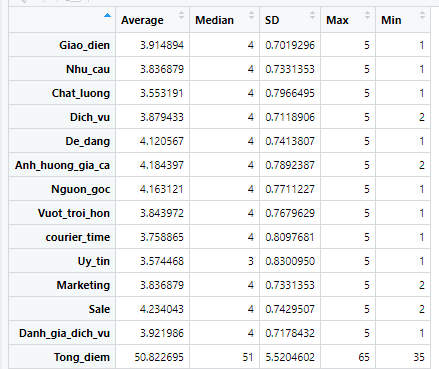 Average Median SD Max Min
Giao_dien 3.914894 4 0.7019296 5 1
Nhu_cau 3.836879 4 0.7331353 5 1
Chat_luong 3.553191 4 0.7966495 5 1
Dich_vu 3.879433 4 0.7118906 5 2
De_dang 4.120567 4 0.7413807 5 1
Anh_huong_gia_ca 4.184397 4 0.7892387 5 2
Nguon_goc 4.163121 4 0.7711227 5 1
Vuot_troi_hon 3.843972 4 0.7679629 5 1
courier_time 3.758865 4 0.8097681 5 1
Uy_tin 3.574468 3 0.8300950 5 1
Marketing 3.836879 4 0.7331353 5 2
Sale 4.234043 4 0.7429507 5 2
Danh_gia_dich_vu 3.921986 4 0.7178432 5 1
Tong_diem 50.822695 51 5.5204602 65 35